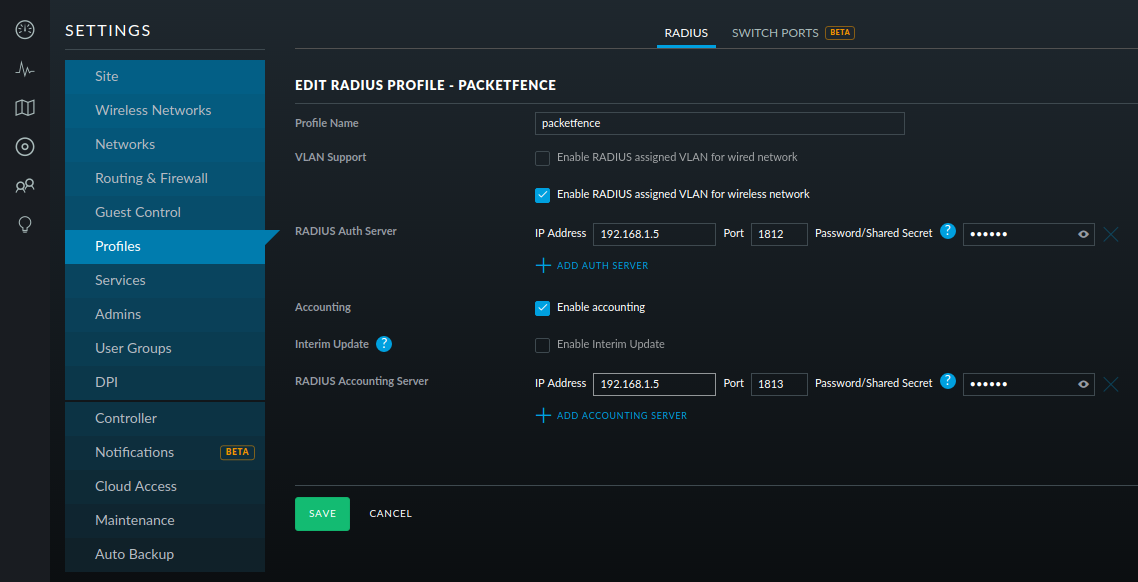 SETTINGS
Site
Wireless Networks
Networks
Routing & Firewall
Guest Control
Profiles
Services
Admins
User Groups
DPI
Controller
Notifications BETA
Cloud Access
Maintenance
Auto Backup
RADIUS SWITCH PORTS BETA
EDIT RADIUS PROFILE - PACKETFENCE
Profile Name packetfence
VLAN Support Enable RADIUS assigned VLAN for wired network
Enable RADIUS assigned VLAN for wireless network
RADIUS Auth Server IP Address 192.168.1.5 Port 1812 Password/Shared Secret ? ••••••
ADD AUTH SERVER
Accounting Enable accounting
Interim Update ? Enable Interim Update
RADIUS Accounting Server IP Address 192.168.1.5 Port 1813 Password/Shared Secret ? ••••••
ADD ACCOUNTING SERVER
SAVE CANCEL